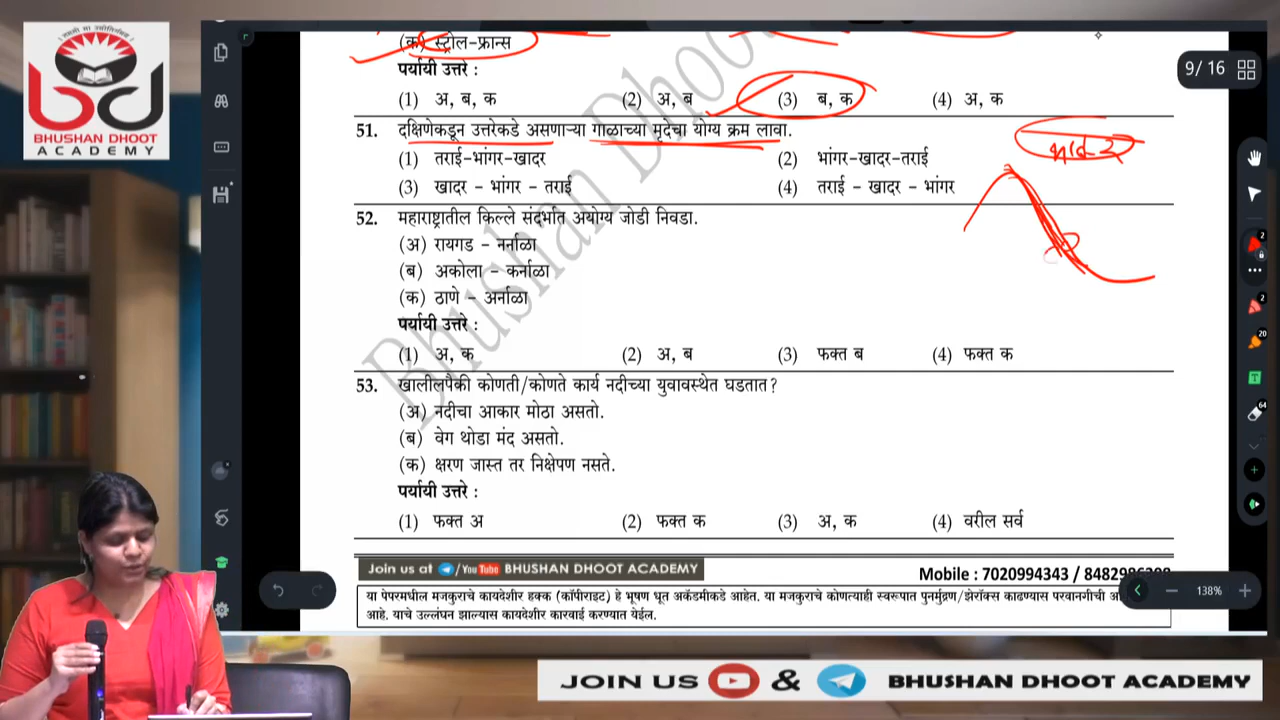 BHUSHAN DHOOT
ACADEMY
(क) स्ट्रोल-फ्रान्स
पर्यायी उत्तरे :
(1) अ, ब, क (2) अ, ब (3) ब, क (4) अ, क
51. दक्षिणेकडून उत्तरेकडे असणाऱ्या गाळाच्या मृदेचा योग्य क्रम लावा.
(1) तराई-भांगर-खादर (2) भांगर-खादर-तराई
(3) खादर - भांगर - तराई (4) तराई - खादर - भांगर
52. महाराष्ट्रातील किल्ले संदर्भात अयोग्य जोडी निवडा.
(अ) रायगड - नर्नाळा
(ब) अकोला - कर्नाळा
(क) ठाणे - अर्नाळा
पर्यायी उत्तरे :
(1) अ, क (2) अ, ब (3) फक्त ब (4) फक्त क
53. खालीलपैकी कोणती/कोणते कार्य नदीच्या युवावस्थेत घडतात?
(अ) नदीचा आकार मोठा असतो.
(ब) वेग थोडा मंद असतो.
(क) क्षरण जास्त तर निक्षेपण नसते.
पर्यायी उत्तरे :
(1) फक्त अ (2) फक्त क (3) अ, क (4) वरील सर्व
Bhushan Dhoot
9/16
Join us at /You Tube BHUSHAN DHOOT ACADEMY
Mobile : 7020994343 /
या पेपरमधील मजकुराचे कायदेशीर हक्क (कॉपीराइट) हे भूषण धूत अकॅडमीकडे आहेत. या मजकुराचे कोणत्याही स्वरूपात पुनर्मुद्रण/झेरॉक्स काढण्यास परवानगीची
आहे. याचे उल्लंघन झाल्यास कायदेशीर कारवाई करण्यात येईल.
138%
JOIN US & BHUSHAN DHOOT ACADEMY